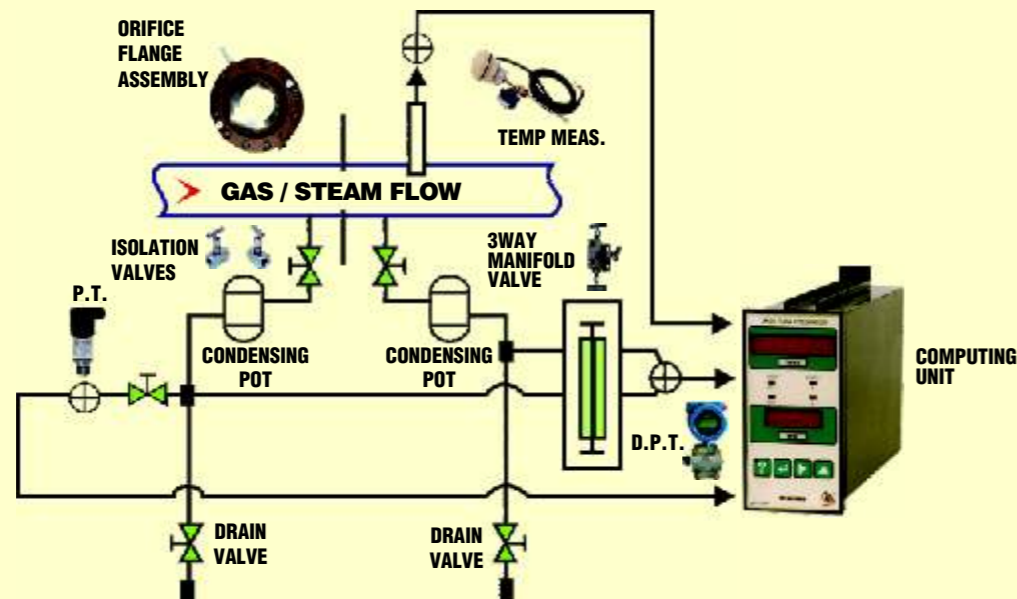 ORIFICE
FLANGE
ASSEMBLY
TEMP MEAS.
GAS / STEAM FLOW
ISOLATION
VALVES
3WAY
MANIFOLD
VALVE
P.T.
CONDENSING
POT
CONDENSING
POT
COMPUTING
UNIT
D.P.T.
DRAIN
VALVE
DRAIN
VALVE